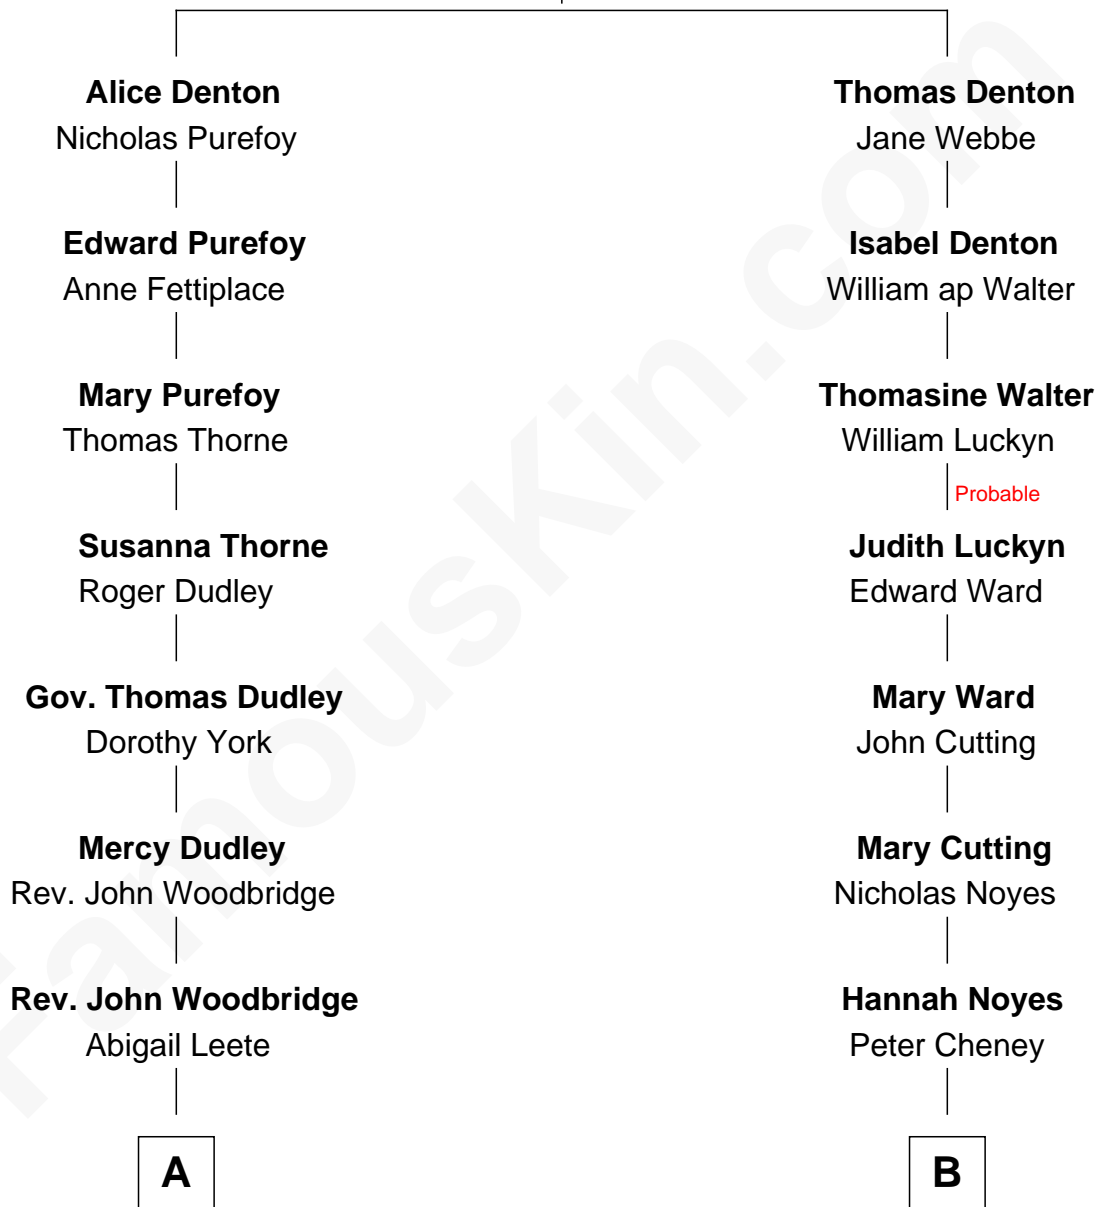 Alice Denton
Nicholas Purefoy
Edward Purefoy
Anne Fettiplace
Mary Purefoy
Thomas Thorne
Susanna Thorne
Roger Dudley
Gov. Thomas Dudley
Dorothy York
Mercy Dudley
Rev. John Woodbridge
Rev. John Woodbridge
Abigail Leete
A
Thomas Denton
Jane Webbe
Isabel Denton
William ap Walter
Thomasine Walter
William Luckyn
Probable
Judith Luckyn
Edward Ward
Mary Ward
John Cutting
Mary Cutting
Nicholas Noyes
Hannah Noyes
Peter Cheney
B
FamousKin.com